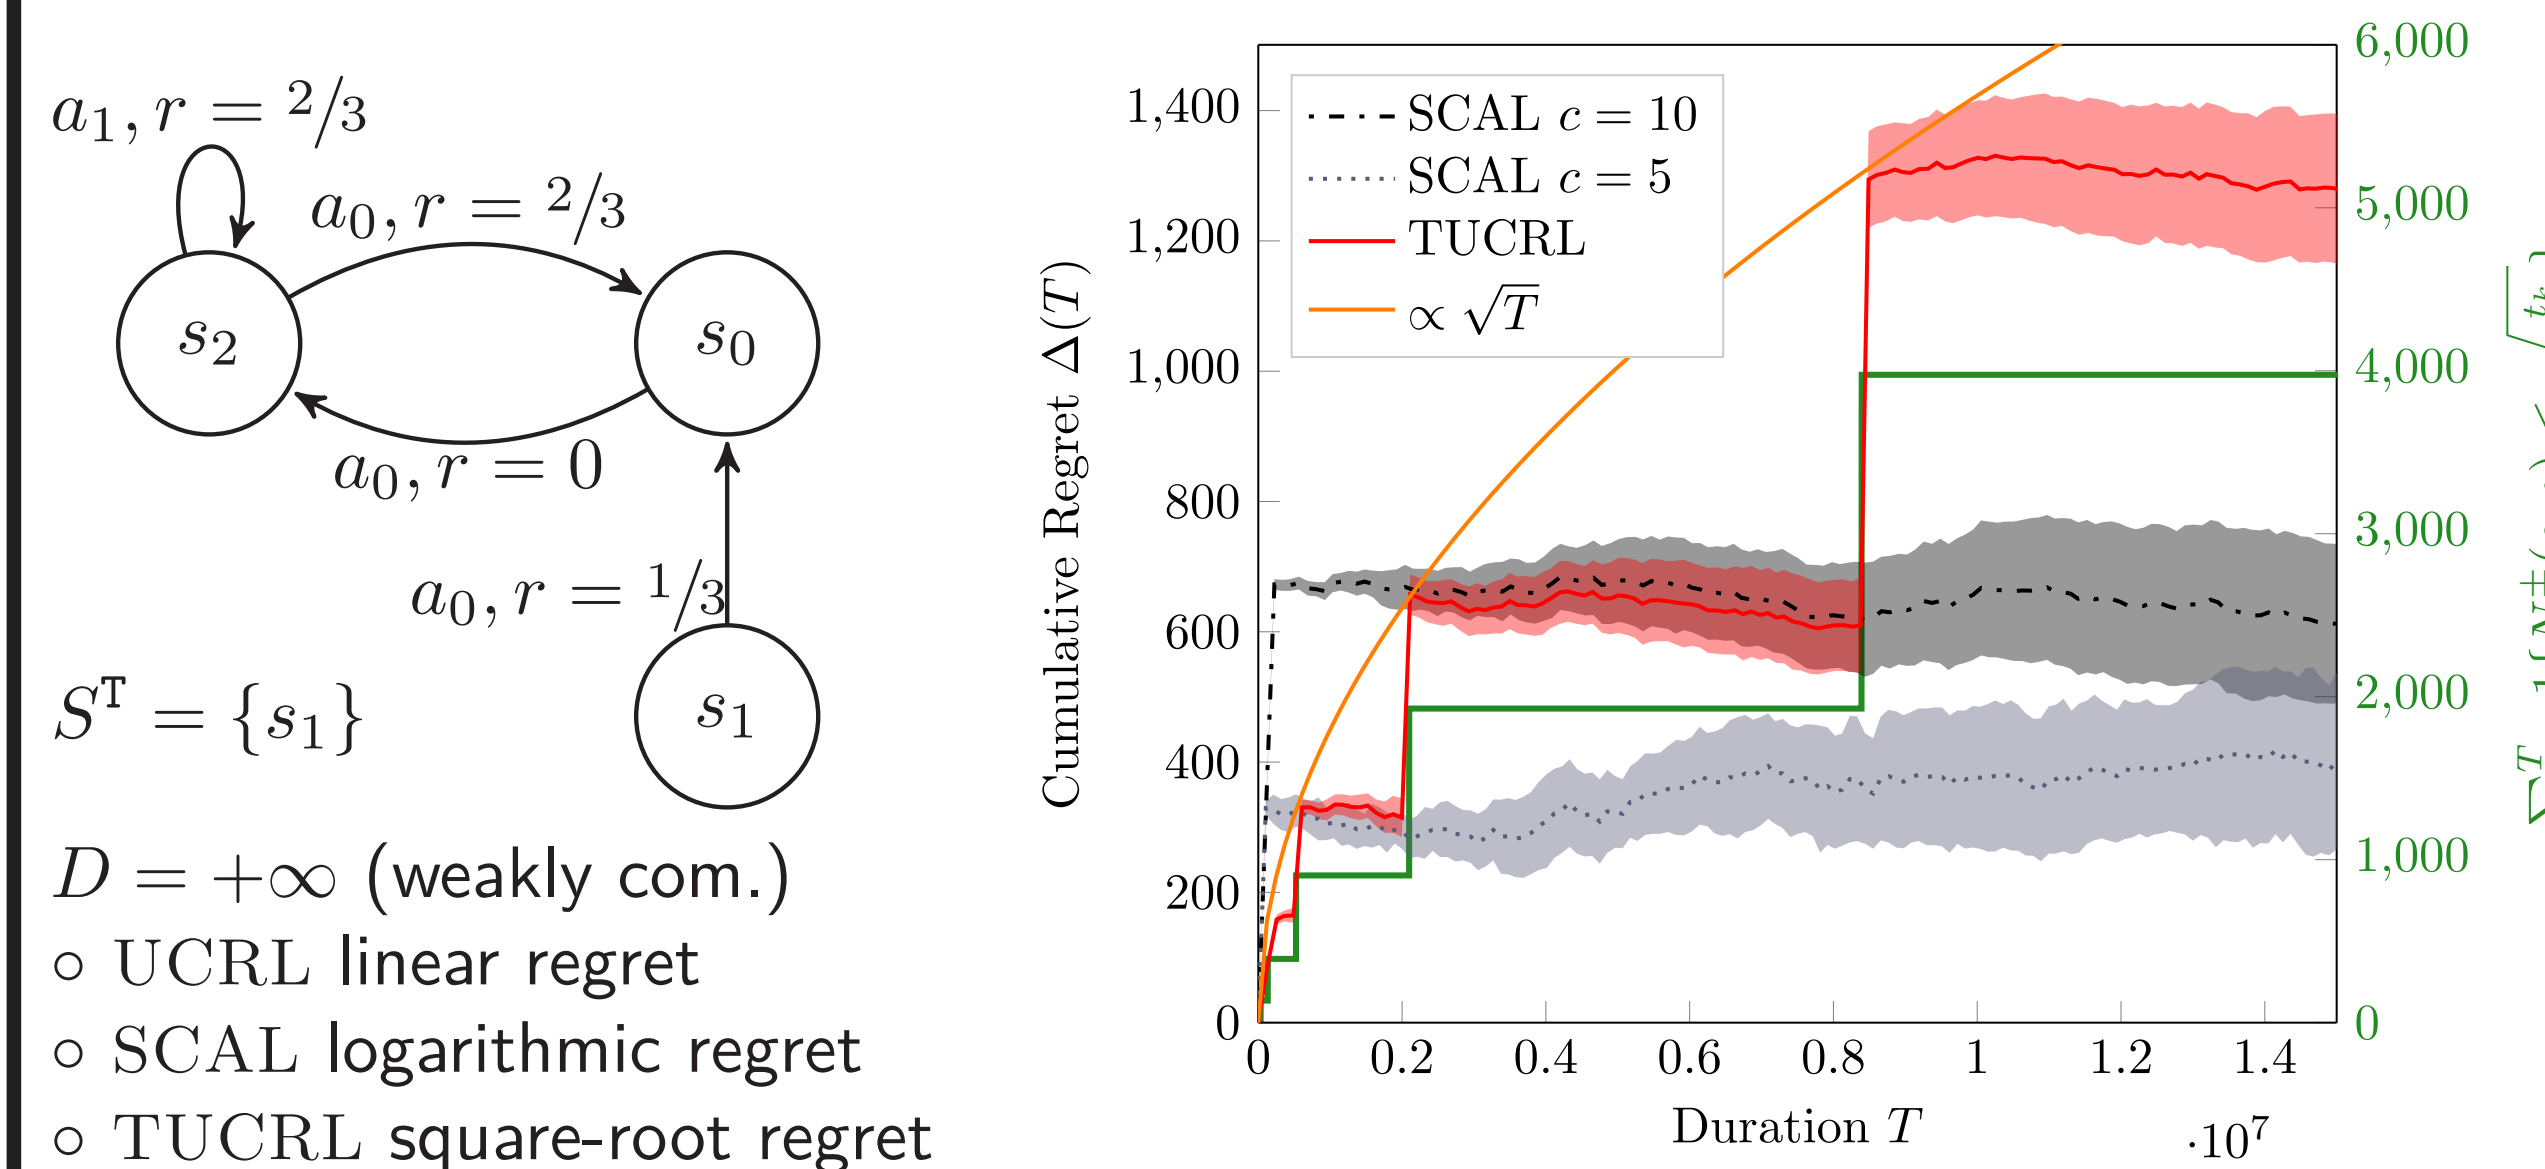 a₁, r = 2/3
a₀, r = 2/3
s₂
s₀
a₀, r = 0
a₀, r = 1/3
s₁
Sᵀ = {s₁}
D = +∞ (weakly com.)
○ UCRL linear regret
○ SCAL logarithmic regret
○ TUCRL square-root regret
Cumulative Regret Δ(T)
1,400
1,200
1,000
800
600
400
200
0
SCAL c = 10
SCAL c = 5
TUCRL
∝ √T
6,000
5,000
4,000
3,000
2,000
1,000
0
0 0.2 0.4 0.6 0.8 1 1.2 1.4
Duration T
·10⁷